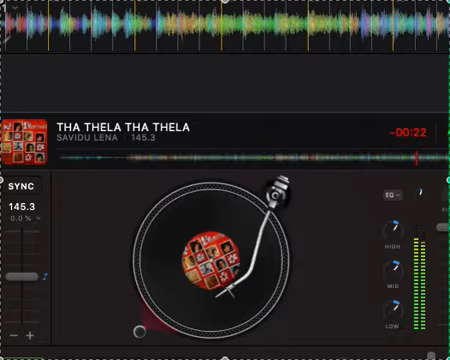 THA THELA THA THELA
SAVIDU LENA · 145.3
-00:22
SYNC
145.3
0.0 %
EQ
HIGH
MID
LOW